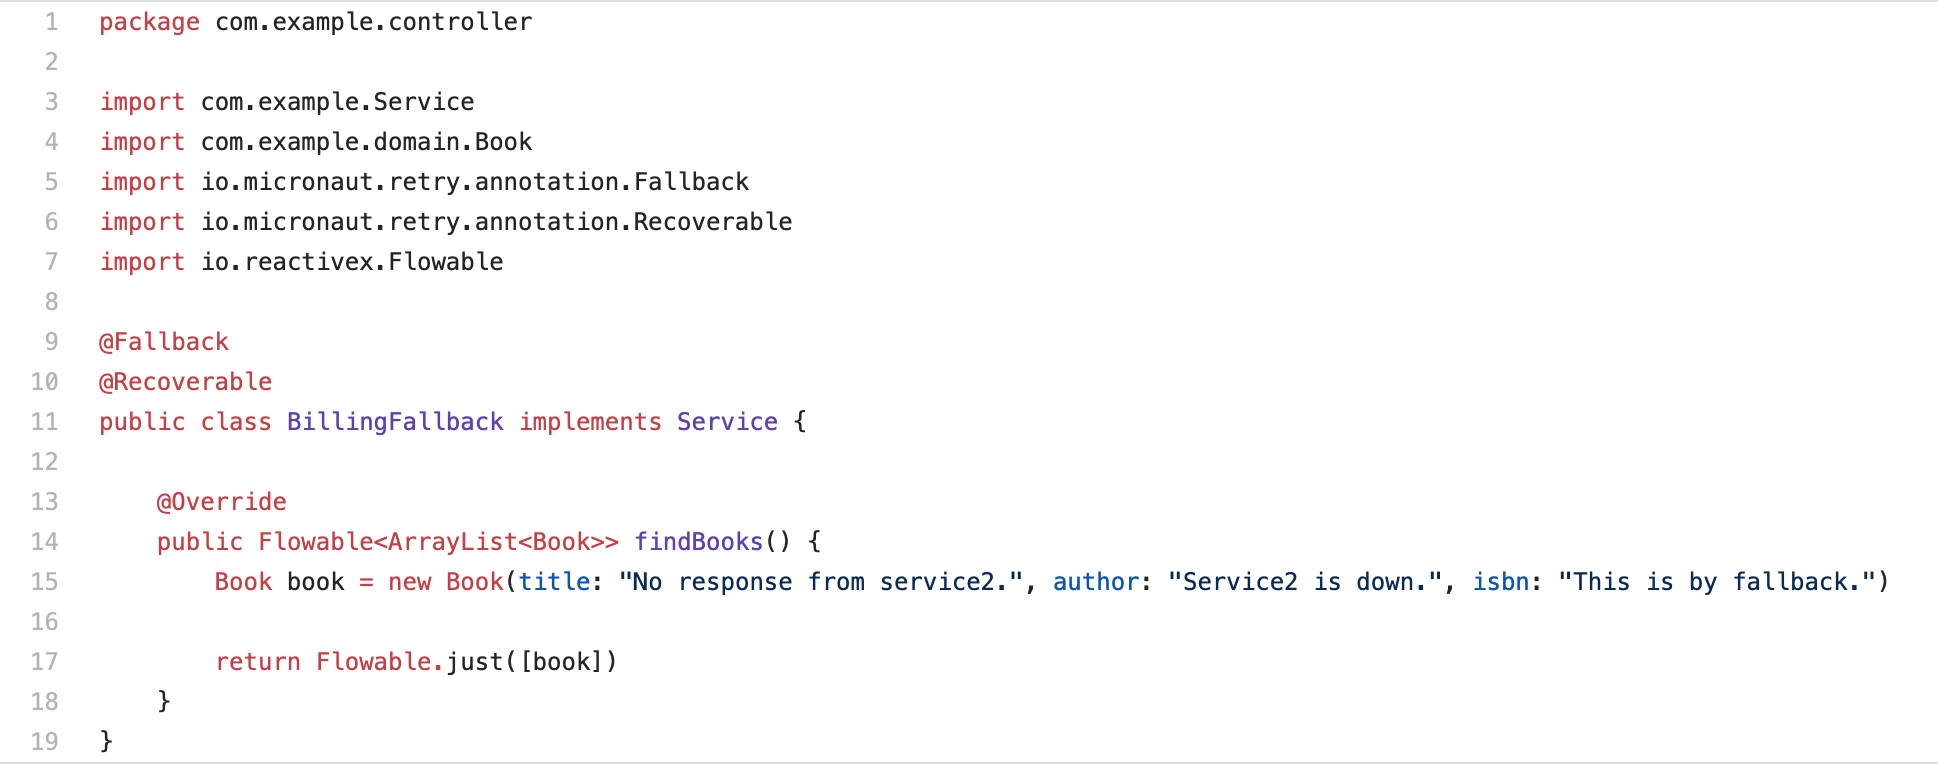 1 package com.example.controller
2
3 import com.example.Service
4 import com.example.domain.Book
5 import io.micronaut.retry.annotation.Fallback
6 import io.micronaut.retry.annotation.Recoverable
7 import io.reactivex.Flowable
8
9 @Fallback
10 @Recoverable
11 public class BillingFallback implements Service {
12
13     @Override
14     public Flowable<ArrayList<Book>> findBooks() {
15         Book book = new Book(title: "No response from service2.", author: "Service2 is down.", isbn: "This is by fallback.")
16
17         return Flowable.just([book])
18     }
19 }